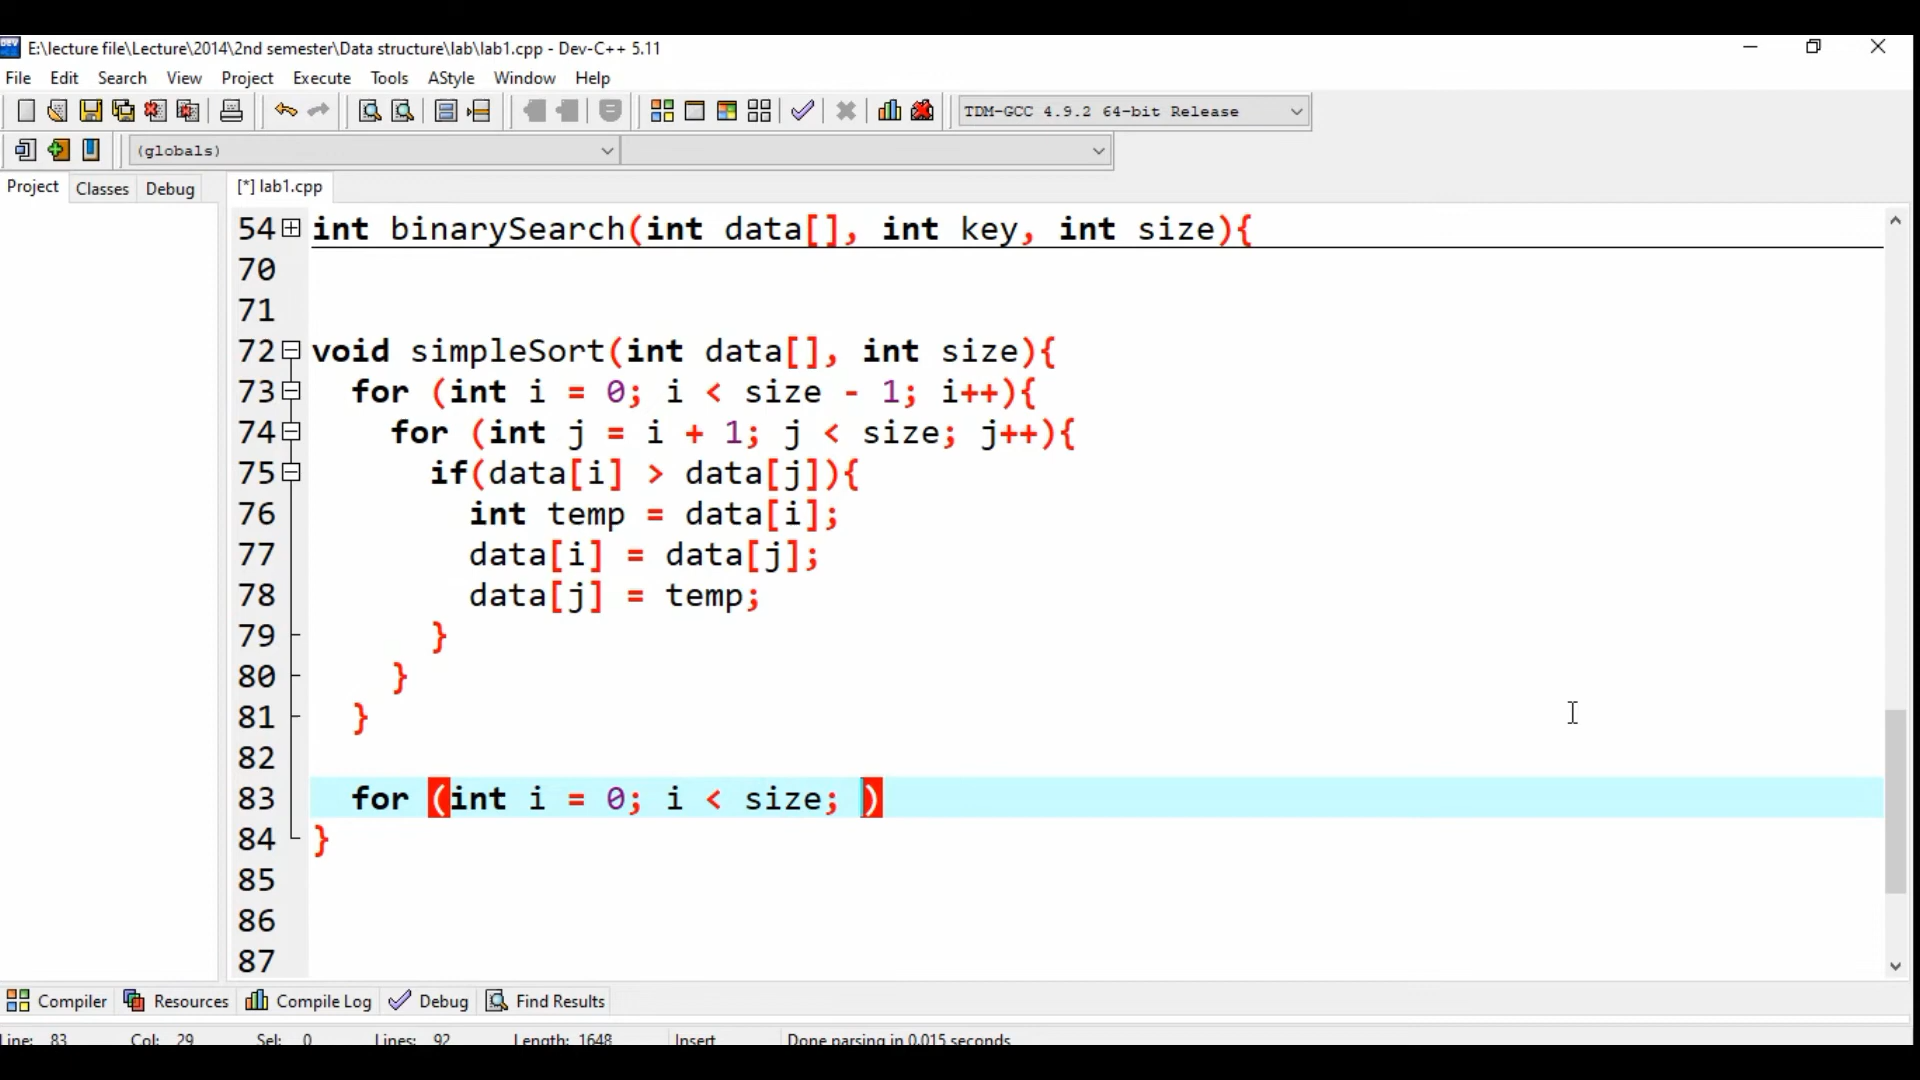 E:\lecture file\Lecture\2014\2nd semester\Data structure\lab\lab1.cpp - Dev-C++ 5.11
File Edit Search View Project Execute Tools AStyle Window Help
TDM-GCC 4.9.2 64-bit Release
(globals)
Project Classes Debug [*] lab1.cpp
54 int binarySearch(int data[], int key, int size){
70
71
72 void simpleSort(int data[], int size){
73 for (int i = 0; i < size - 1; i++){
74 for (int j = i + 1; j < size; j++){
75 if(data[i] > data[j]){
76 int temp = data[i];
77 data[i] = data[j];
78 data[j] = temp;
79 }
80 }
81 }
82
83 for (int i = 0; i < size; )
84 }
85
86
87
Compiler Resources Compile Log Debug Find Results
Line: 83 Col: 29 Sel: 0 Lines: 92 Length: 1648 Insert Done parsing in 0.015 seconds